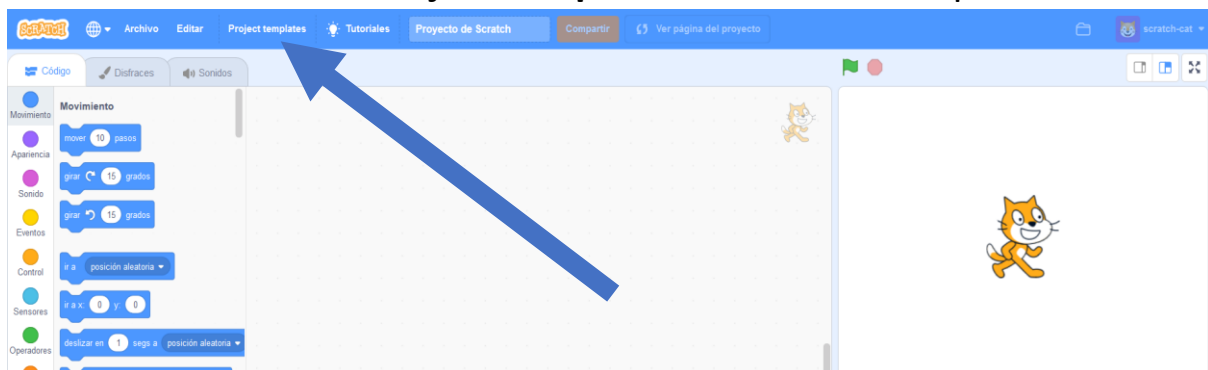 SCRATCH Archivo Editar Project templates Tutoriales Proyecto de Scratch Compartir Ver página del proyecto scratch-cat
Código Disfraces Sonidos
Movimiento
Apariencia
Sonido
Eventos
Control
Sensores
Operadores
Movimiento
mover 10 pasos
girar 15 grados
girar 15 grados
ir a posición aleatoria
ir a x: 0 y: 0
deslizar en 1 segs a posición aleatoria